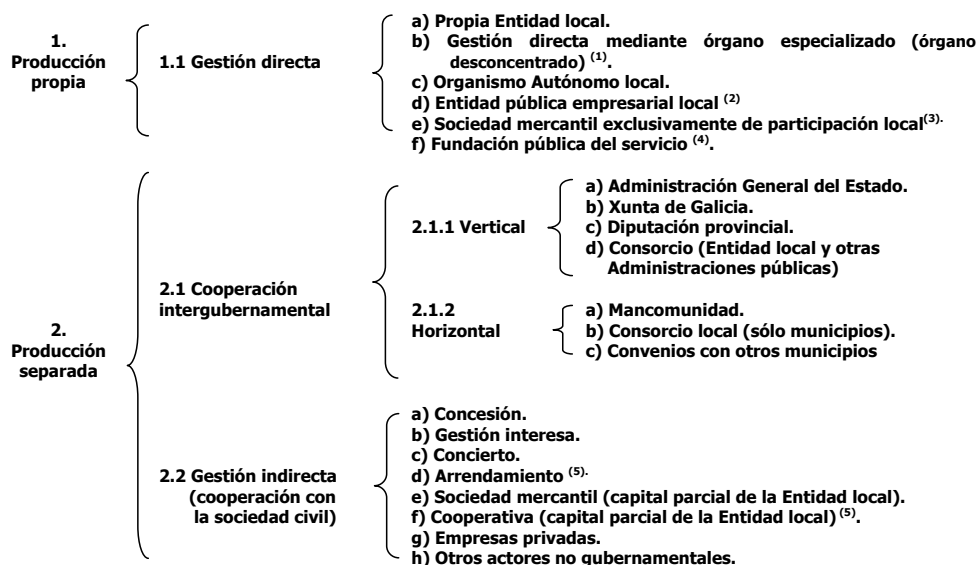 1.
Producción
propia
1.1 Gestión directa
a) Propia Entidad local.
b) Gestión directa mediante órgano especializado (órgano
desconcentrado) (1).
c) Organismo Autónomo local.
d) Entidad pública empresarial local (2)
e) Sociedad mercantil exclusivamente de participación local(3).
f) Fundación pública del servicio (4).
2.
Producción
separada
2.1 Cooperación
intergubernamental
2.1.1 Vertical
a) Administración General del Estado.
b) Xunta de Galicia.
c) Diputación provincial.
d) Consorcio (Entidad local y otras
Administraciones públicas)
2.1.2
Horizontal
a) Mancomunidad.
b) Consorcio local (sólo municipios).
c) Convenios con otros municipios
2.2 Gestión indirecta
(cooperación con
la sociedad civil)
a) Concesión.
b) Gestión interesa.
c) Concierto.
d) Arrendamiento (5).
e) Sociedad mercantil (capital parcial de la Entidad local).
f) Cooperativa (capital parcial de la Entidad local) (5).
g) Empresas privadas.
h) Otros actores no gubernamentales.